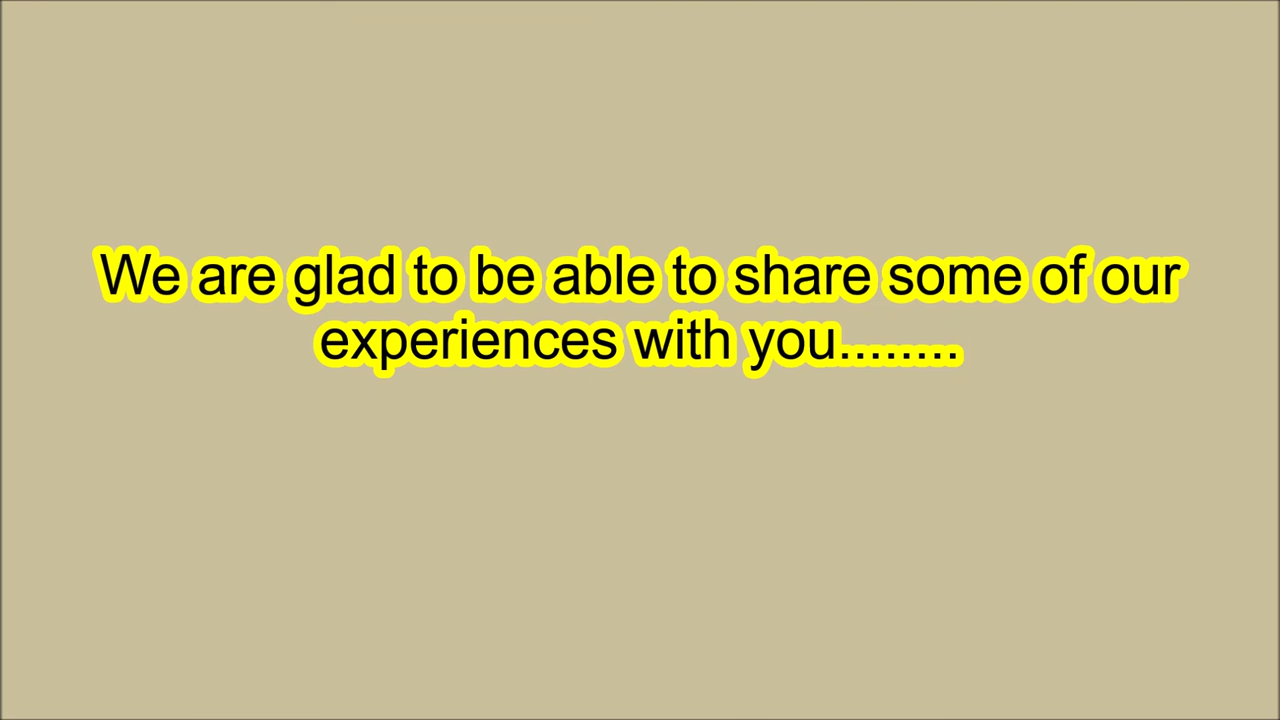 We are glad to be able to share some of our
experiences with you........